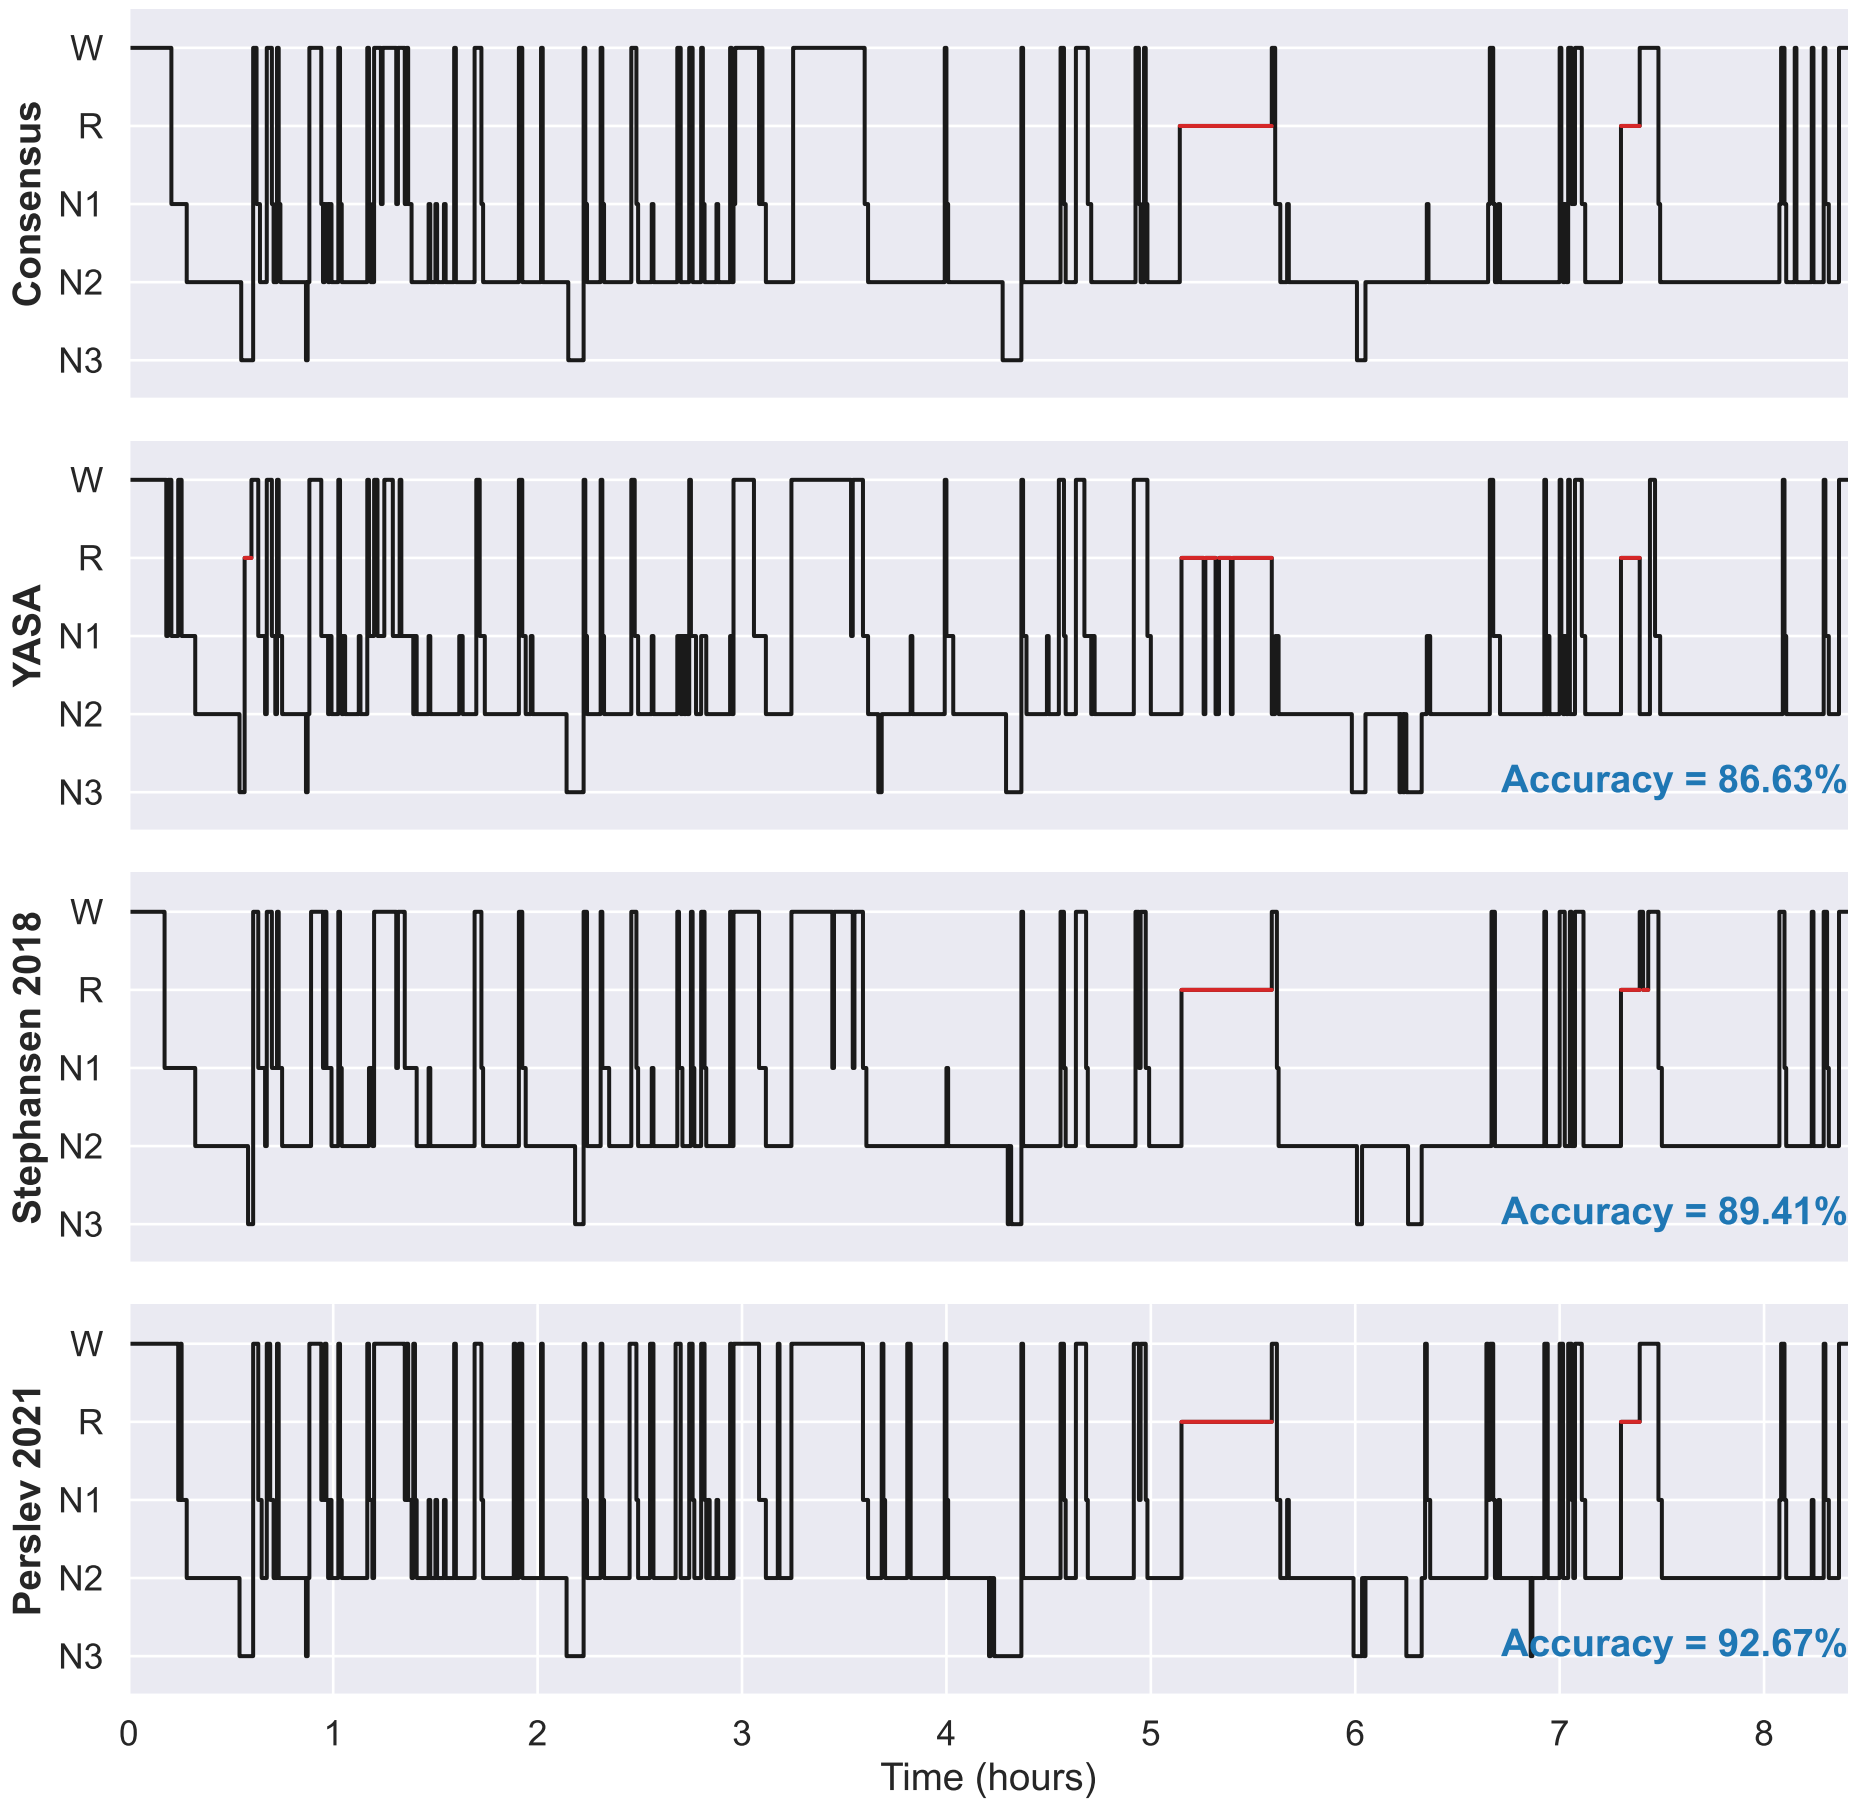 Consensus
W
R
N1
N2
N3
YASA
W
R
N1
N2
N3
Accuracy = 86.63%
Stephansen 2018
W
R
N1
N2
N3
Accuracy = 89.41%
Perslev 2021
W
R
N1
N2
N3
Accuracy = 92.67%
0 1 2 3 4 5 6 7 8
Time (hours)